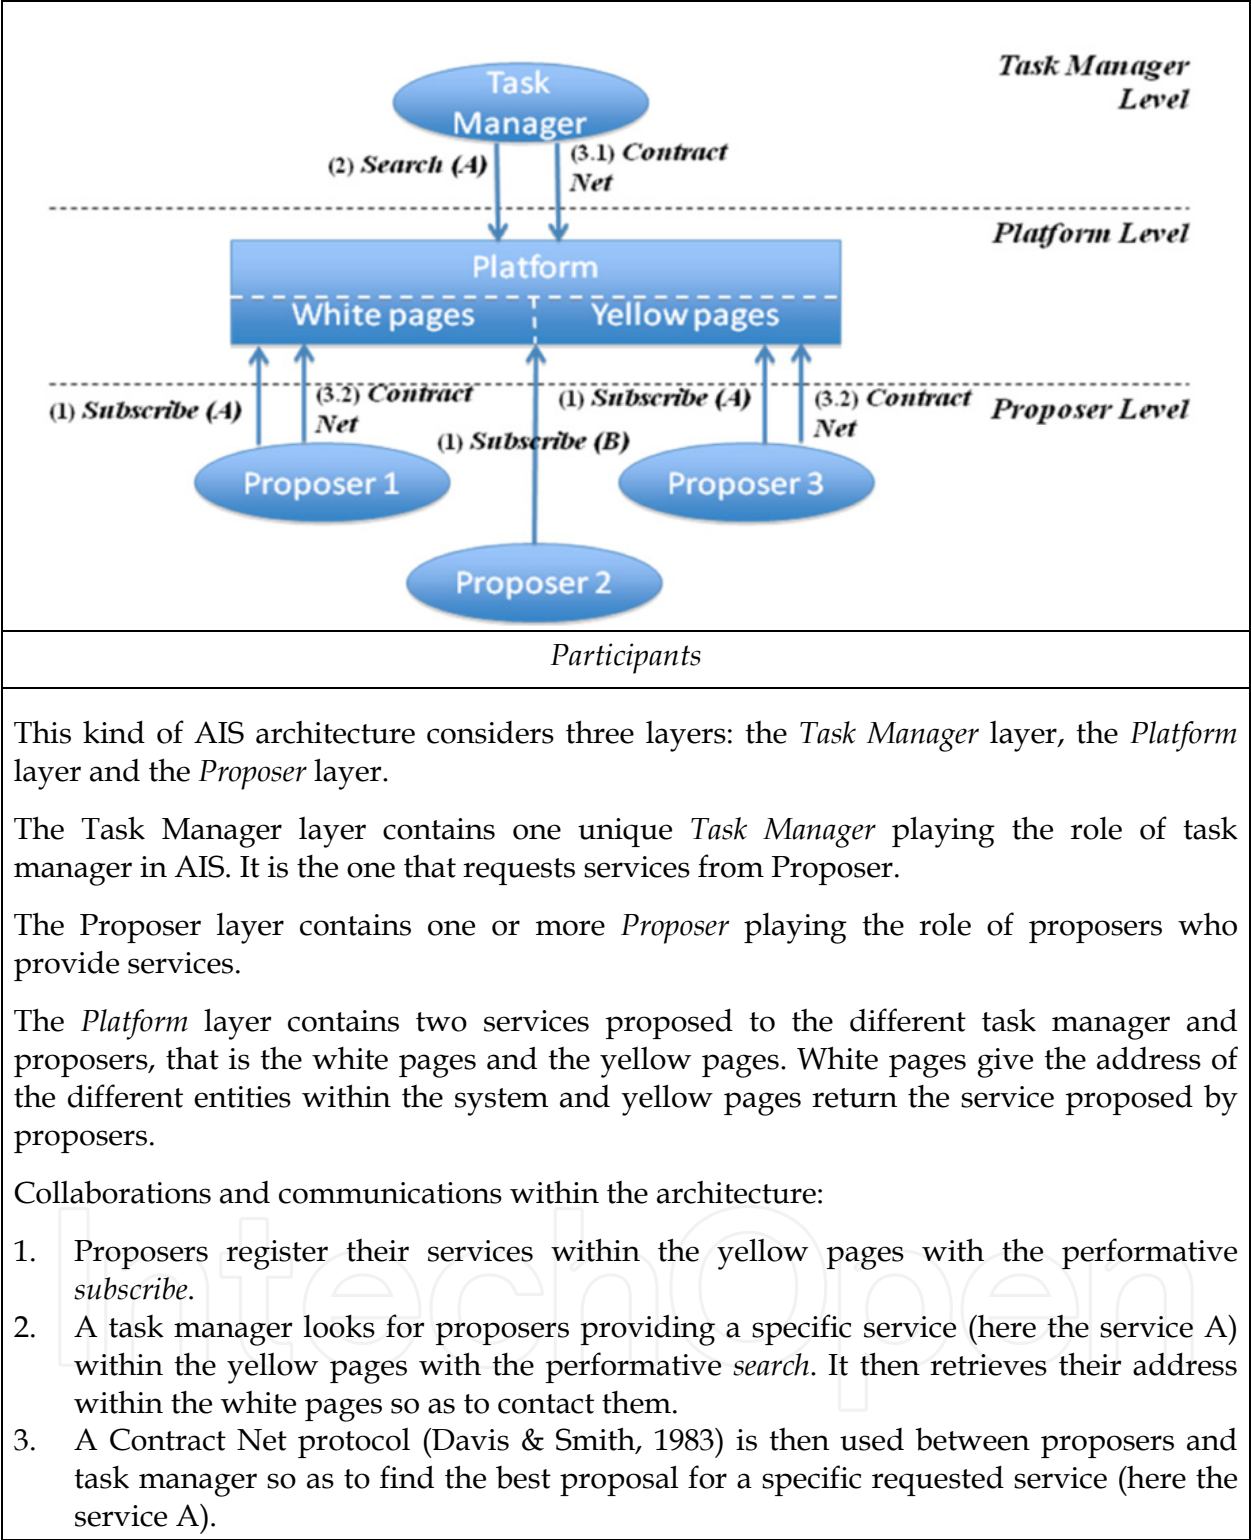 Task
Manager
Task Manager
Level
(2) Search (A)
(3.1) Contract
Net
Platform Level
Platform
White pages
Yellow pages
(1) Subscribe (A)
(3.2) Contract
Net
(1) Subscribe (B)
(1) Subscribe (A)
(3.2) Contract
Net
Proposer Level
Proposer 1
Proposer 3
Proposer 2
Participants
This kind of AIS architecture considers three layers: the Task Manager layer, the Platform
layer and the Proposer layer.
The Task Manager layer contains one unique Task Manager playing the role of task
manager in AIS. It is the one that requests services from Proposer.
The Proposer layer contains one or more Proposer playing the role of proposers who
provide services.
The Platform layer contains two services proposed to the different task manager and
proposers, that is the white pages and the yellow pages. White pages give the address of
the different entities within the system and yellow pages return the service proposed by
proposers.
Collaborations and communications within the architecture:
1. Proposers register their services within the yellow pages with the performative
subscribe.
2. A task manager looks for proposers providing a specific service (here the service A)
within the yellow pages with the performative search. It then retrieves their address
within the white pages so as to contact them.
3. A Contract Net protocol (Davis & Smith, 1983) is then used between proposers and
task manager so as to find the best proposal for a specific requested service (here the
service A).
IntechOpen